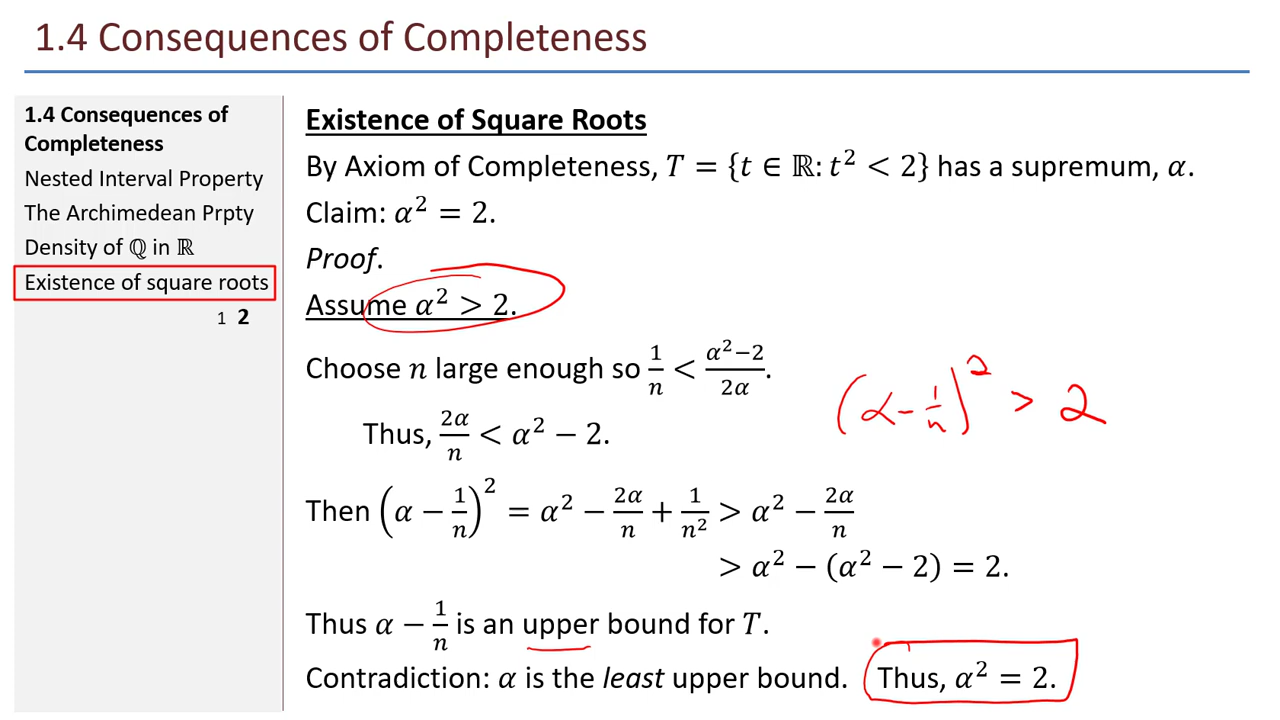 1.4 Consequences of Completeness
1.4 Consequences of
Completeness
Nested Interval Property
The Archimedean Prpty
Density of ℚ in ℝ
Existence of square roots
1 2
Existence of Square Roots
By Axiom of Completeness, T = {t ∈ ℝ: t² < 2} has a supremum, α.
Claim: α² = 2.
Proof.
Assume α² > 2.
Choose n large enough so 1/n < (α²−2)/(2α).
Thus, 2α/n < α² − 2.
(α − 1/n)² > 2
Then (α − 1/n)² = α² − 2α/n + 1/n² > α² − 2α/n
> α² − (α² − 2) = 2.
Thus α − 1/n is an upper bound for T.
Contradiction: α is the least upper bound. Thus, α² = 2.